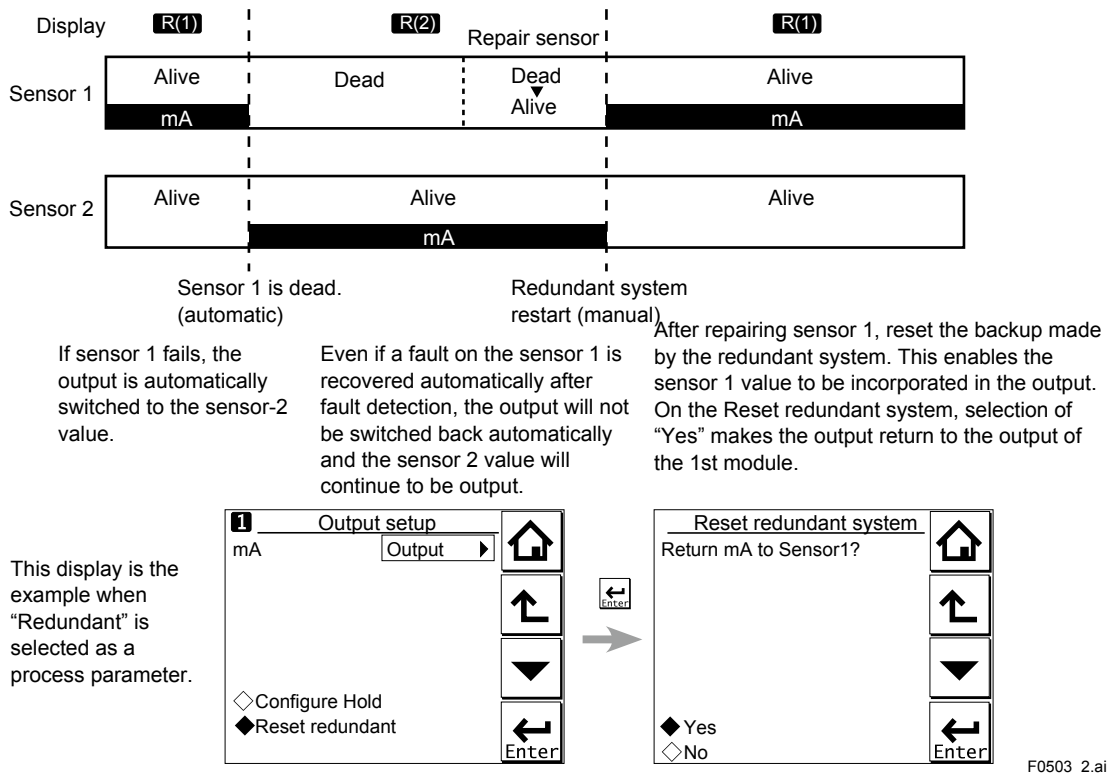 Display R(1) R(2) Repair sensor R(1)
Sensor 1
Alive Dead Dead Alive
▼
Alive
mA mA
Sensor 2
Alive Alive Alive
mA
Sensor 1 is dead.
(automatic)
Redundant system
restart (manual)
If sensor 1 fails, the
output is automatically
switched to the sensor-2
value.
Even if a fault on the sensor 1 is
recovered automatically after
fault detection, the output will not
be switched back automatically
and the sensor 2 value will
continue to be output.
After repairing sensor 1, reset the backup made
by the redundant system. This enables the
sensor 1 value to be incorporated in the output.
On the Reset redundant system, selection of
“Yes” makes the output return to the output of
the 1st module.
This display is the
example when
“Redundant” is
selected as a
process parameter.
1 Output setup
mA Output
◇Configure Hold
◆Reset redundant
Enter
Enter
Reset redundant system
Return mA to Sensor1?
◆ Yes
◇No
Enter
F0503_2.ai